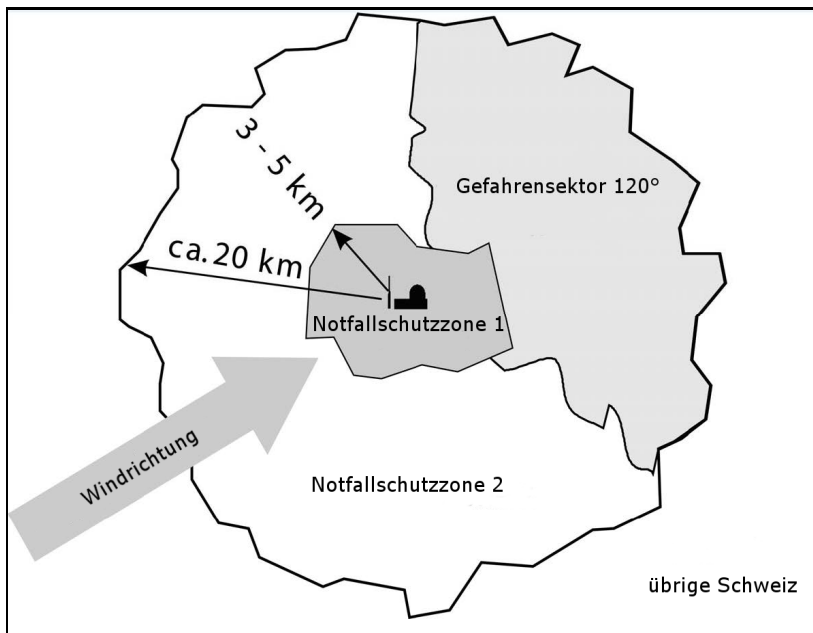 3 - 5 km
Gefahrensektor 120°
ca.20 km
Notfallschutzzone 1
Windrichtung
Notfallschutzzone 2
übrige Schweiz